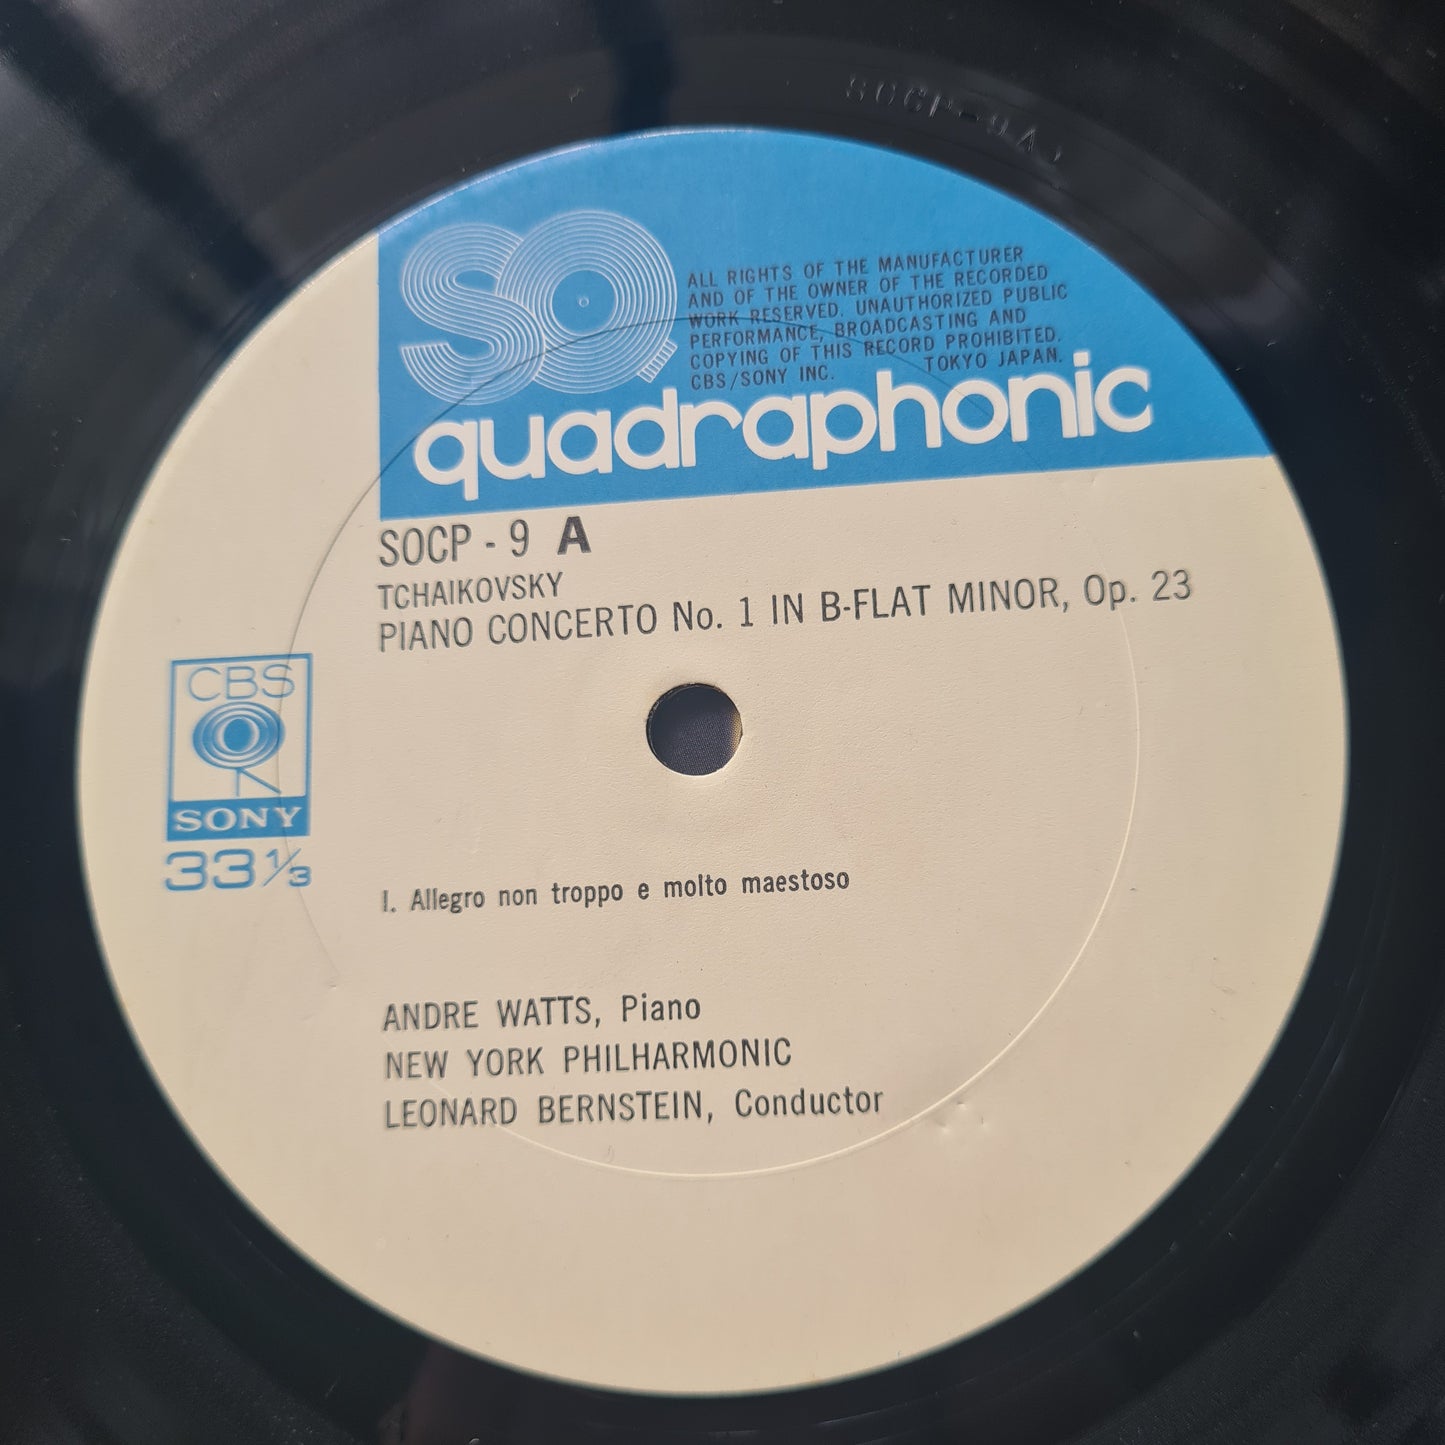 SOCP-9A
SQ
ALL RIGHTS OF THE MANUFACTURER
AND OF THE OWNER OF THE RECORDED
WORK RESERVED. UNAUTHORIZED PUBLIC
PERFORMANCE, BROADCASTING AND
COPYING OF THIS RECORD PROHIBITED.
CBS/SONY INC. TOKYO JAPAN.
quadraphonic
SOCP - 9 A
TCHAIKOVSKY
PIANO CONCERTO No. 1 IN B-FLAT MINOR, Op. 23
CBS
SONY
33⅓
I. Allegro non troppo e molto maestoso
ANDRE WATTS, Piano
NEW YORK PHILHARMONIC
LEONARD BERNSTEIN, Conductor